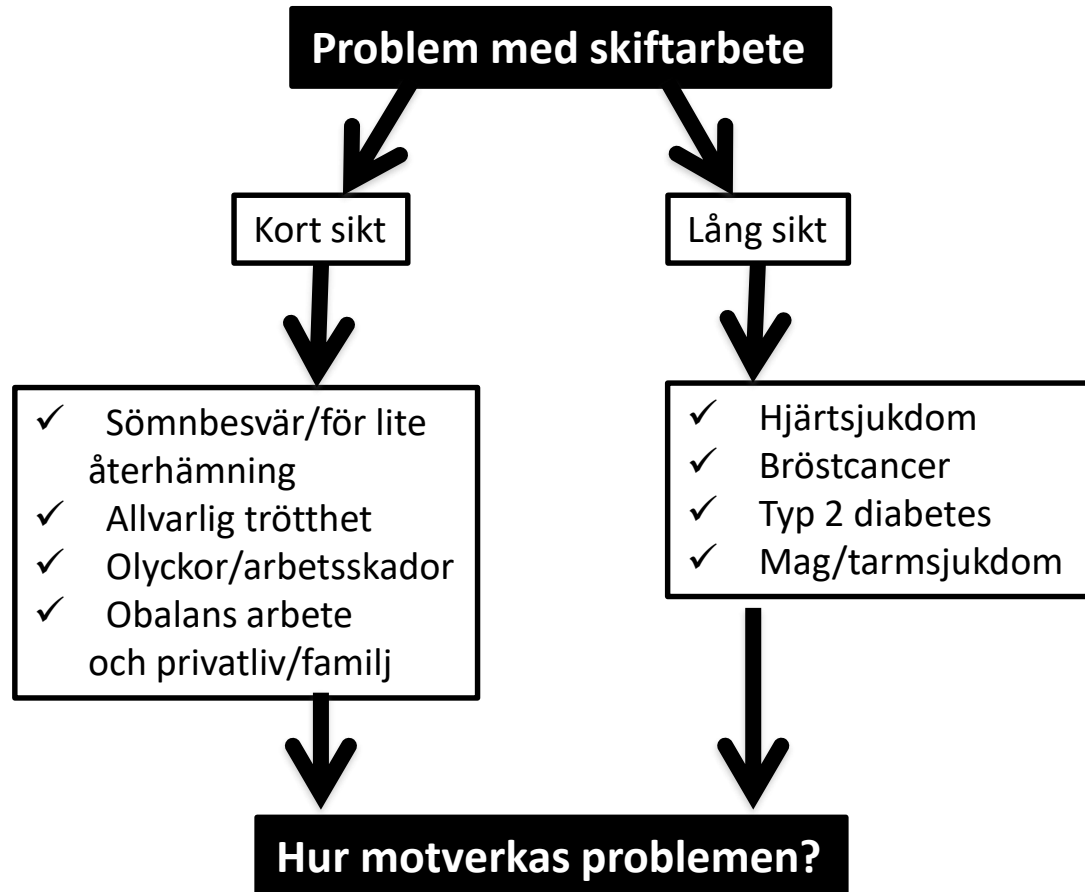 Problem med skiftarbete
Kort sikt
Lång sikt
✓ Sömnbesvär/för lite
återhämning
✓ Allvarlig trötthet
✓ Olyckor/arbetsskador
✓ Obalans arbete
och privatliv/familj
✓ Hjärtsjukdom
✓ Bröstcancer
✓ Typ 2 diabetes
✓ Mag/tarmsjukdom
Hur motverkas problemen?